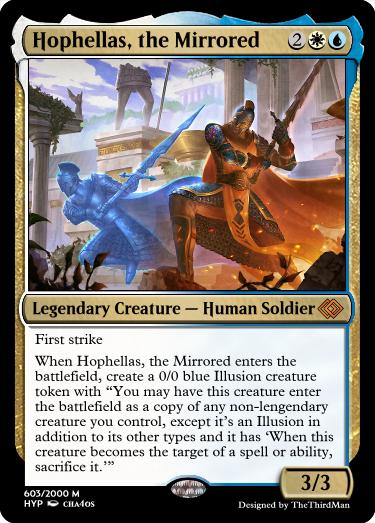 Hophellas, the Mirrored 2
Legendary Creature — Human Soldier
First strike
When Hophellas, the Mirrored enters the
battlefield, create a 0/0 blue Illusion creature
token with “You may have this creature enter
the battlefield as a copy of any non-lengendary
creature you control, except it’s an Illusion in
addition to its other types and it has ‘When this
creature becomes the target of a spell or ability,
sacrifice it.’”
3/3
603/2000 M
HYP CHA4OS
Designed by TheThirdMan